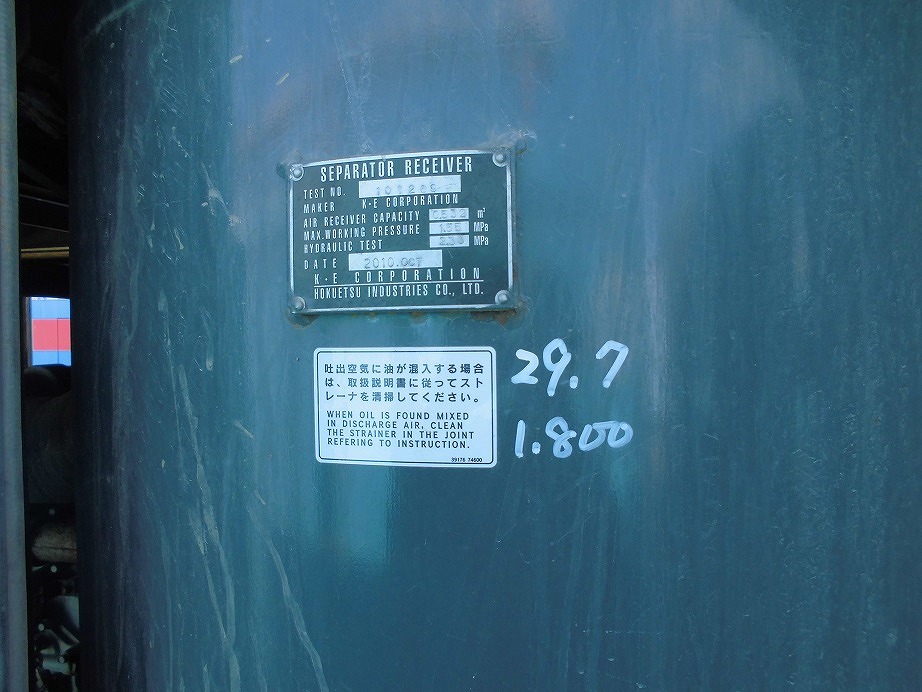 SEPARATOR RECEIVER
TEST NO.
MAKER K·E CORPORATION
AIR RECEIVER CAPACITY 0.532 m³
MAX.WORKING PRESSURE MPa
HYDRAULIC TEST MPa
DATE 2010.OCT
K·E CORPORATION
HOKUETSU INDUSTRIES CO., LTD.
吐出空気に油が混入する場合
は、取扱説明書に従ってスト
レーナを清掃してください。
WHEN OIL IS FOUND MIXED
IN DISCHARGE AIR, CLEAN
THE STRAINER IN THE JOINT
REFERING TO INSTRUCTION.
39176 74600
29.7
1.800